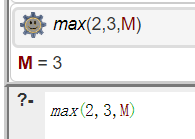 max(2,3,M)
M = 3
?- max(2,3,M)